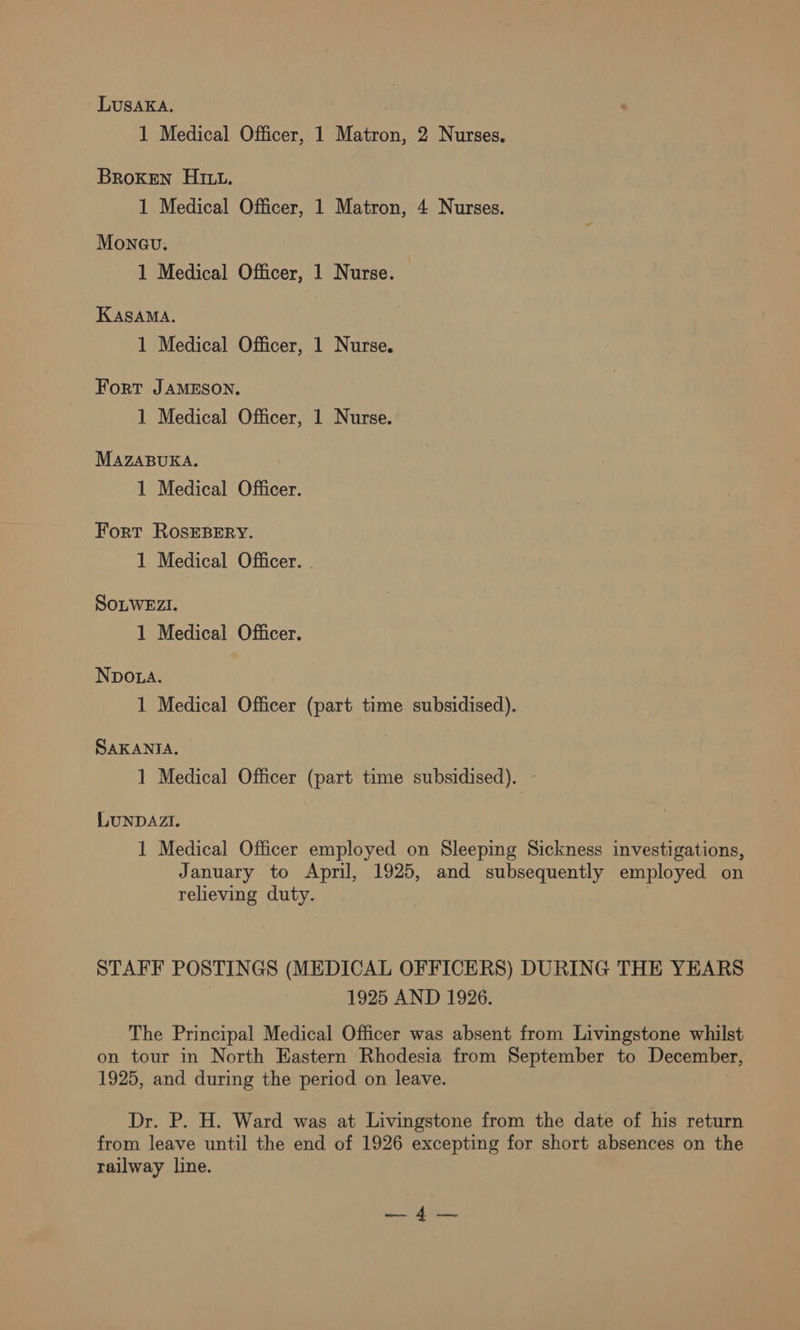 LUSAKA.
1 Medical Officer, 1 Matron, 2 Nurses.
BROKEN HILL.
1 Medical Officer, 1 Matron, 4 Nurses.
MONGU.
1 Medical Officer, 1 Nurse.
KASAMA.
1 Medical Officer, 1 Nurse.
FORT JAMESON.
1 Medical Officer, 1 Nurse.
MAZABUKA.
1 Medical Officer.
FORT ROSEBERY.
1 Medical Officer.
SOLWEZI.
1 Medical Officer.
NDOLA.
1 Medical Officer (part time subsidised).
SAKANIA.
1 Medical Officer (part time subsidised).
LUNDAZI.
1 Medical Officer employed on Sleeping Sickness investigations,
January to April, 1925, and subsequently employed on
relieving duty.
STAFF POSTINGS (MEDICAL OFFICERS) DURING THE YEARS
1925 AND 1926.
The Principal Medical Officer was absent from Livingstone whilst
on tour in North Eastern Rhodesia from September to December,
1925, and during the period on leave.
Dr. P. H. Ward was at Livingstone from the date of his return
from leave until the end of 1926 excepting for short absences on the
railway line.
— 4 —